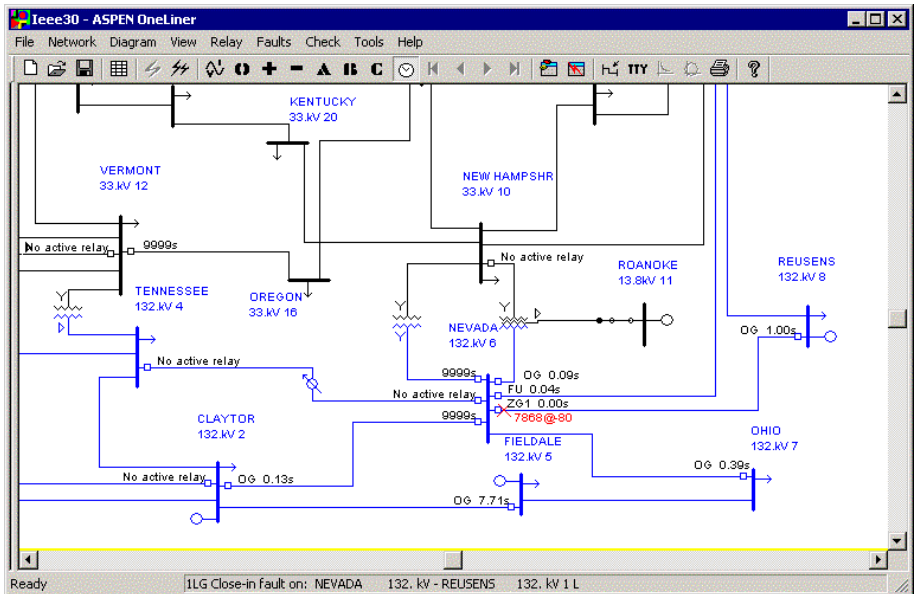 Ieee30 - ASPEN OneLiner
File Network Diagram View Relay Faults Check Tools Help
A B C TTY ?
KENTUCKY
33.kV 20
VERMONT
33.kV 12
NEW HAMPSHR
33.kV 10
No active relay
9999s
No active relay
ROANOKE
13.8kV 11
REUSENS
132.kV 8
TENNESSEE
132.kV 4
OREGON
33.kV 16
Y
Y
Y
Y
NEVADA
132.kV 6
OG 1.00s
No active relay
9999s
OG 0.09s
FU 0.04s
No active relay
ZG1 0.00s
7868@-80
9999s
CLAYTOR
132.kV 2
FIELDALE
132.kV 5
OHIO
132.kV 7
No active relay
OG 0.13s
OG 0.39s
OG 7.71s
Ready
1LG Close-in fault on: NEVADA 132. kV - REUSENS 132. kV 1 L